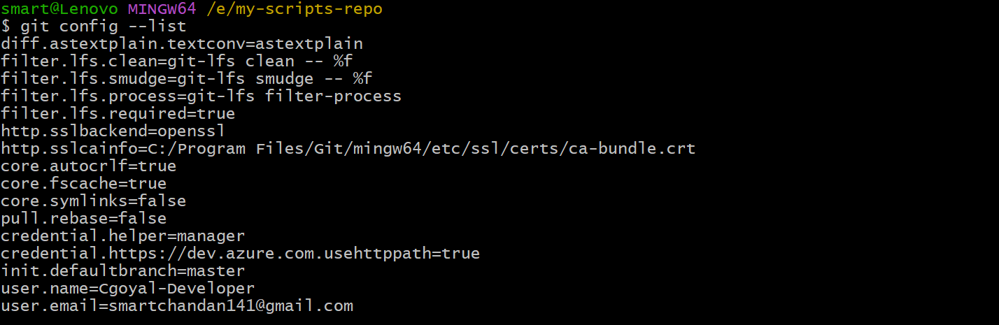 smart@Lenovo MINGW64 /e/my-scripts-repo
$ git config --list
diff.astextplain.textconv=astextplain
filter.lfs.clean=git-lfs clean -- %f
filter.lfs.smudge=git-lfs smudge -- %f
filter.lfs.process=git-lfs filter-process
filter.lfs.required=true
http.sslbackend=openssl
http.sslcainfo=C:/Program Files/Git/mingw64/etc/ssl/certs/ca-bundle.crt
core.autocrlf=true
core.fscache=true
core.symlinks=false
pull.rebase=false
credential.helper=manager
credential.https://dev.azure.com.usehttppath=true
init.defaultbranch=master
user.name=Cgoyal-Developer
user.email=smartchandan141@gmail.com